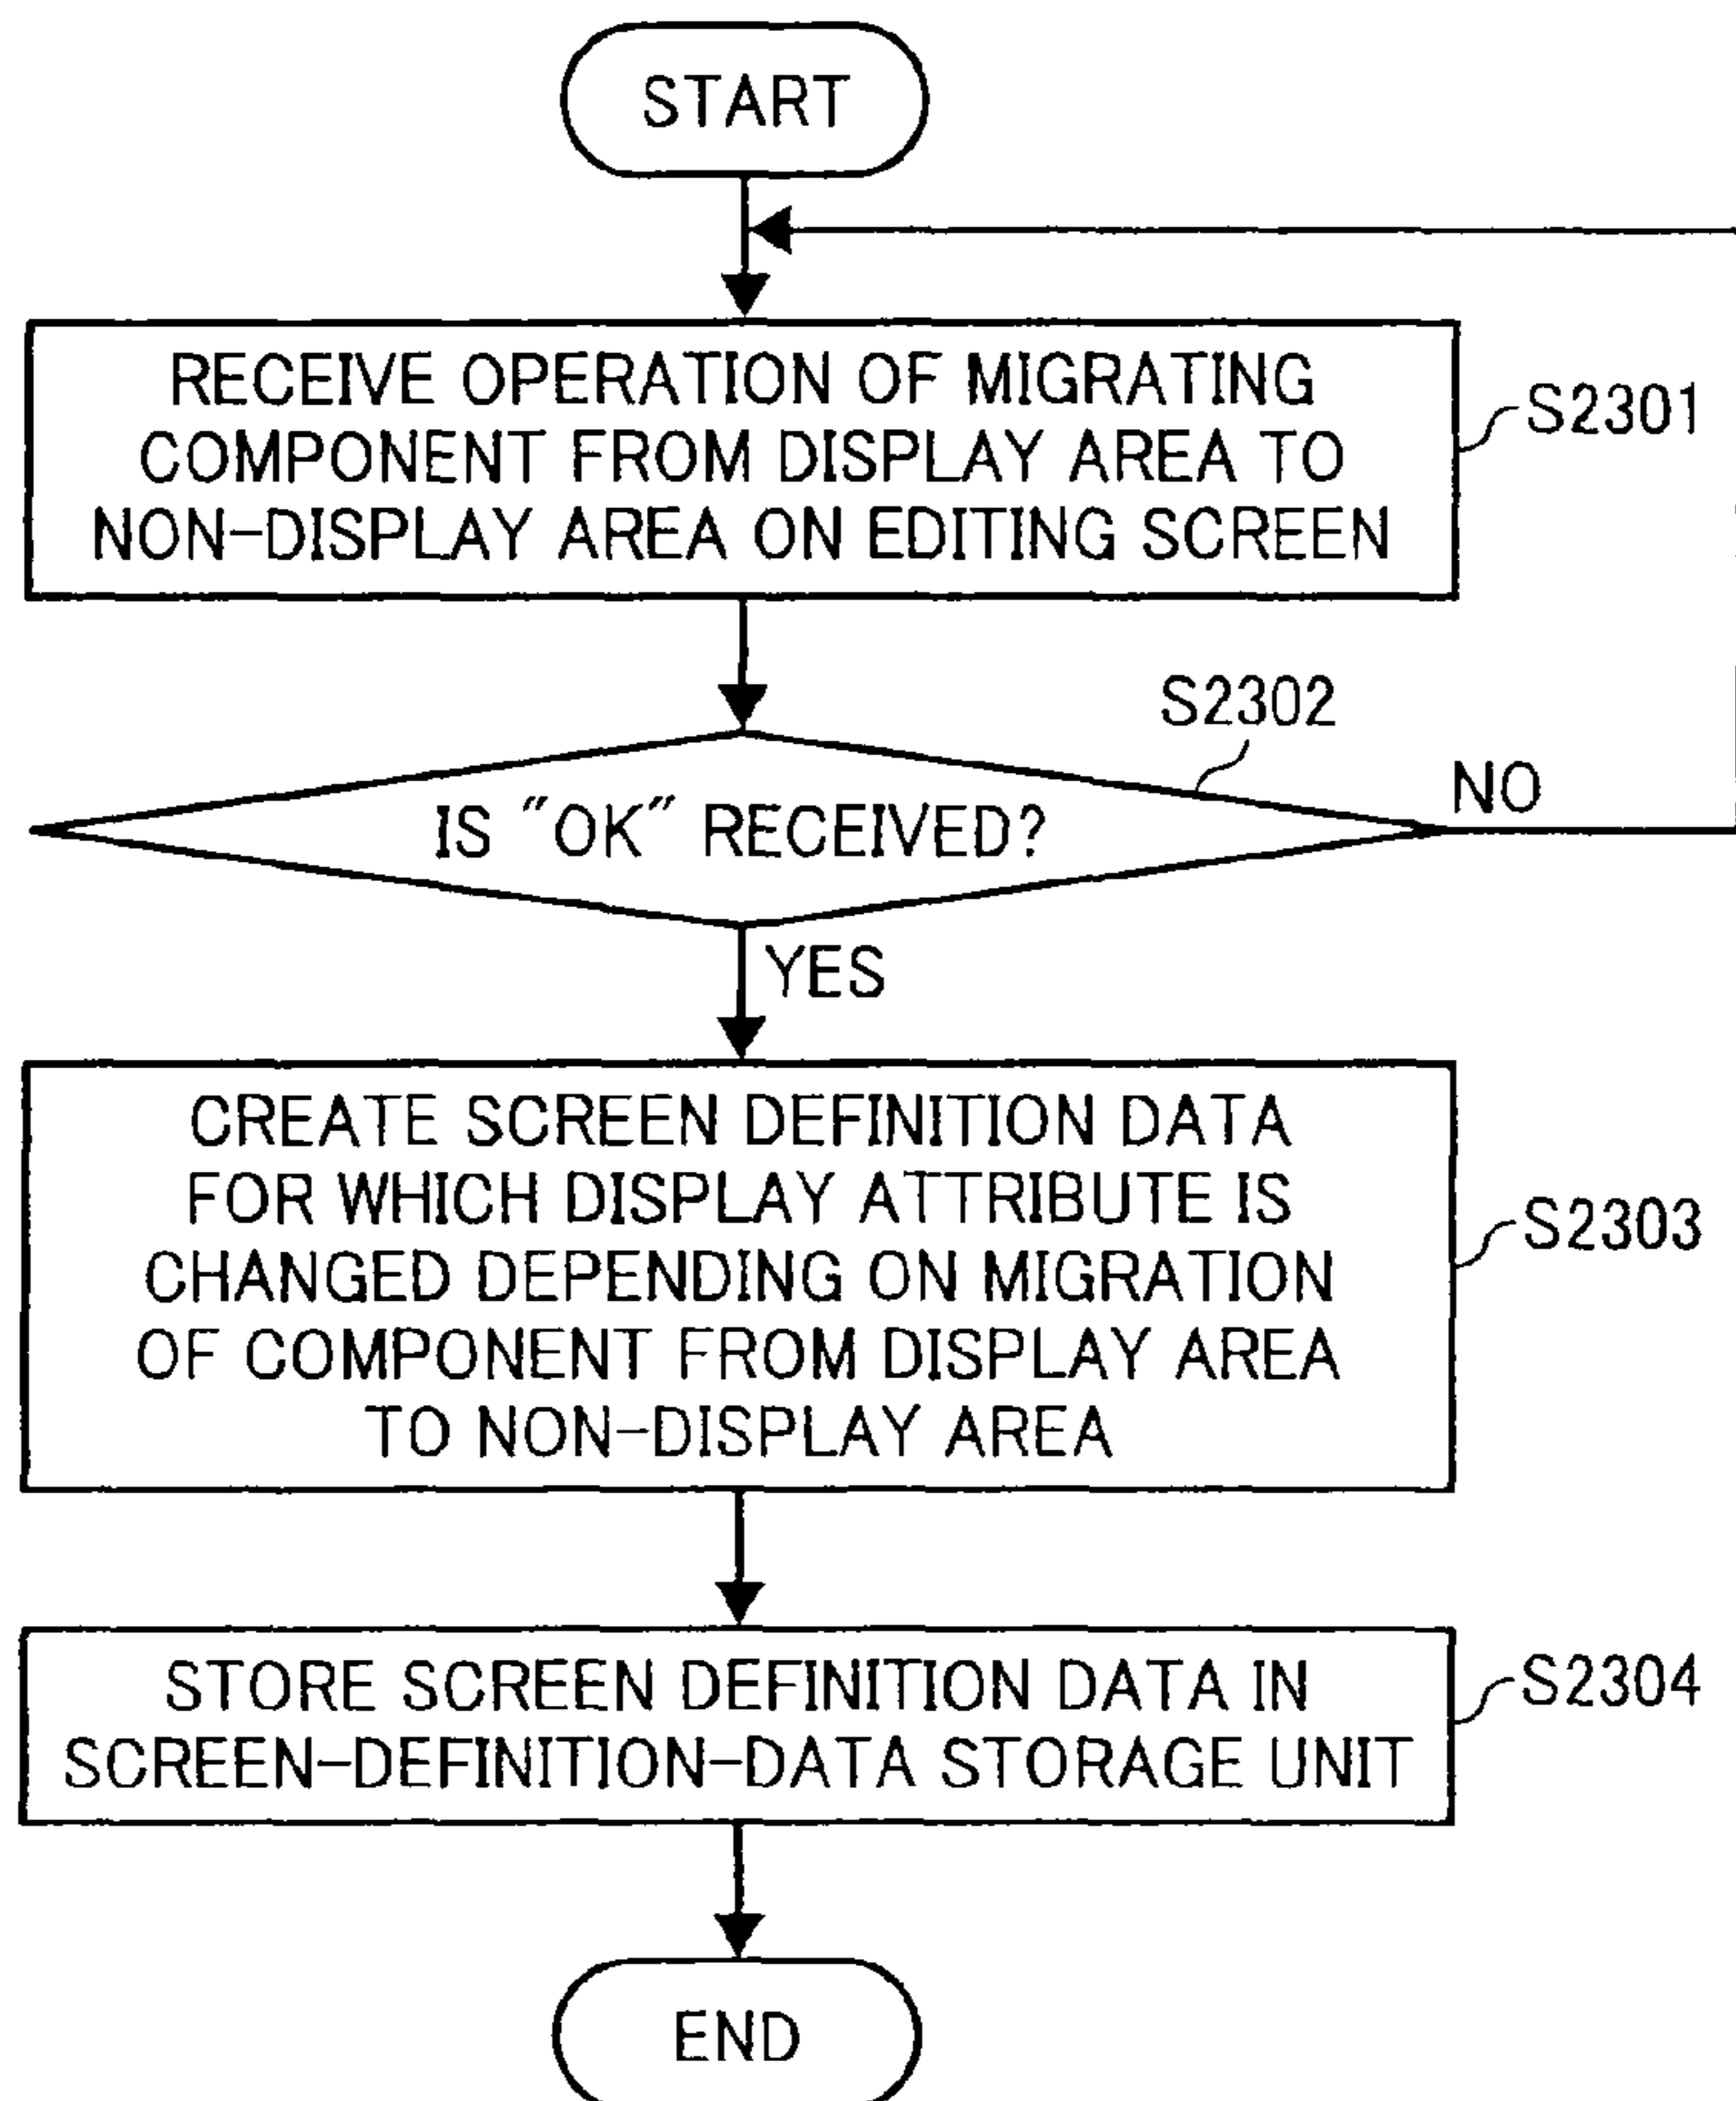 START
RECEIVE OPERATION OF MIGRATING
COMPONENT FROM DISPLAY AREA TO
NON-DISPLAY AREA ON EDITING SCREEN
S2301
S2302
IS "OK" RECEIVED?
NO
YES
CREATE SCREEN DEFINITION DATA
FOR WHICH DISPLAY ATTRIBUTE IS
CHANGED DEPENDING ON MIGRATION
OF COMPONENT FROM DISPLAY AREA
TO NON-DISPLAY AREA
S2303
STORE SCREEN DEFINITION DATA IN
SCREEN-DEFINITION-DATA STORAGE UNIT
S2304
END